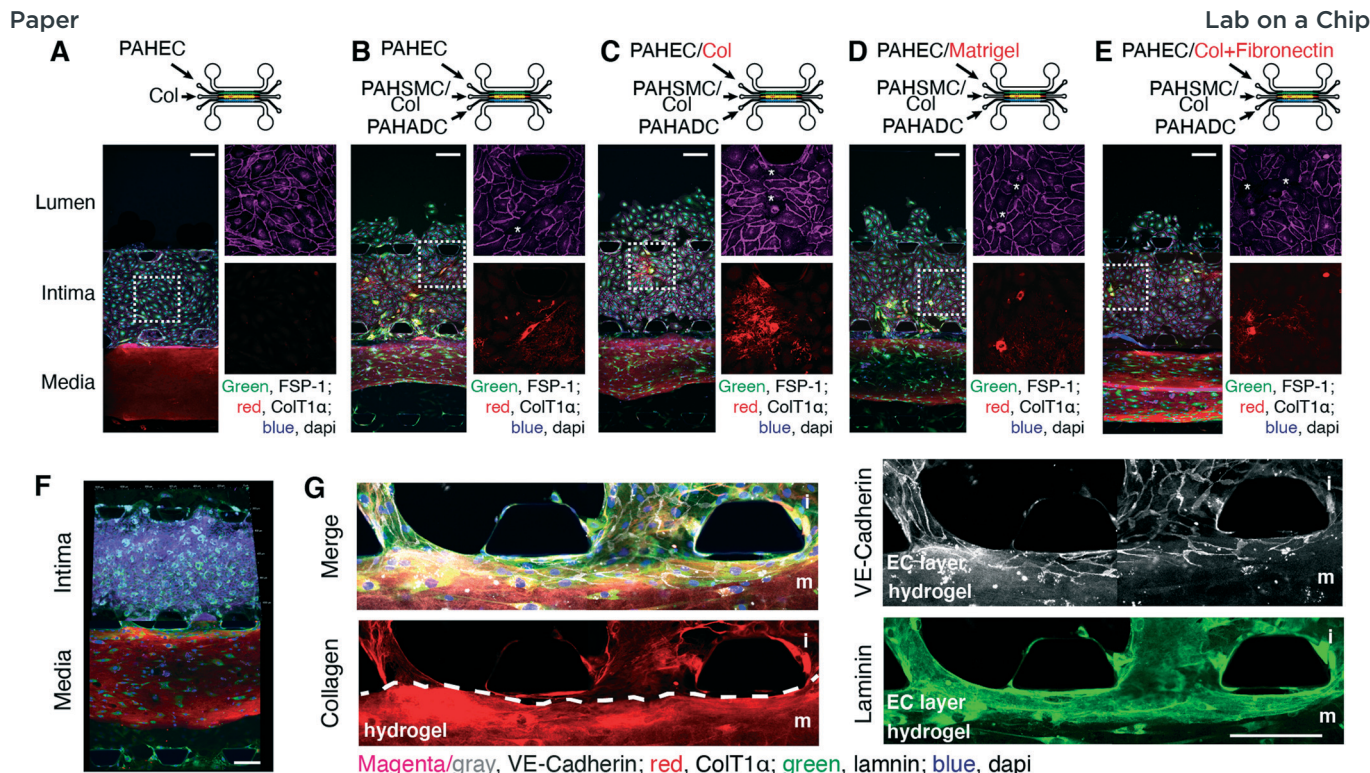 Paper
Lab on a Chip
A
PAHEC
Col
B
PAHEC
PAHSMC/
Col
PAHADC
C
PAHEC/Col
PAHSMC/
Col
PAHADC
D
PAHEC/Matrigel
PAHSMC/
Col
PAHADC
E
PAHEC/Col+Fibronectin
PAHSMC/
Col
PAHADC
Lumen
Intima
Media
*
*
*
*
*
*
*
*
*
*
Green, FSP-1;
red, ColT1α;
blue, dapi
Green, FSP-1;
red, ColT1α;
blue, dapi
Green, FSP-1;
red, ColT1α;
blue, dapi
Green, FSP-1;
red, ColT1α;
blue, dapi
Green, FSP-1;
red, ColT1α;
blue, dapi
F
Intima
Media
G
Merge
i
m
Collagen
i
hydrogel
m
VE-Cadherin
i
EC layer
hydrogel
m
Laminin
i
EC layer
hydrogel
m
Magenta/gray, VE-Cadherin; red, ColT1α; green, lamnin; blue, dapi